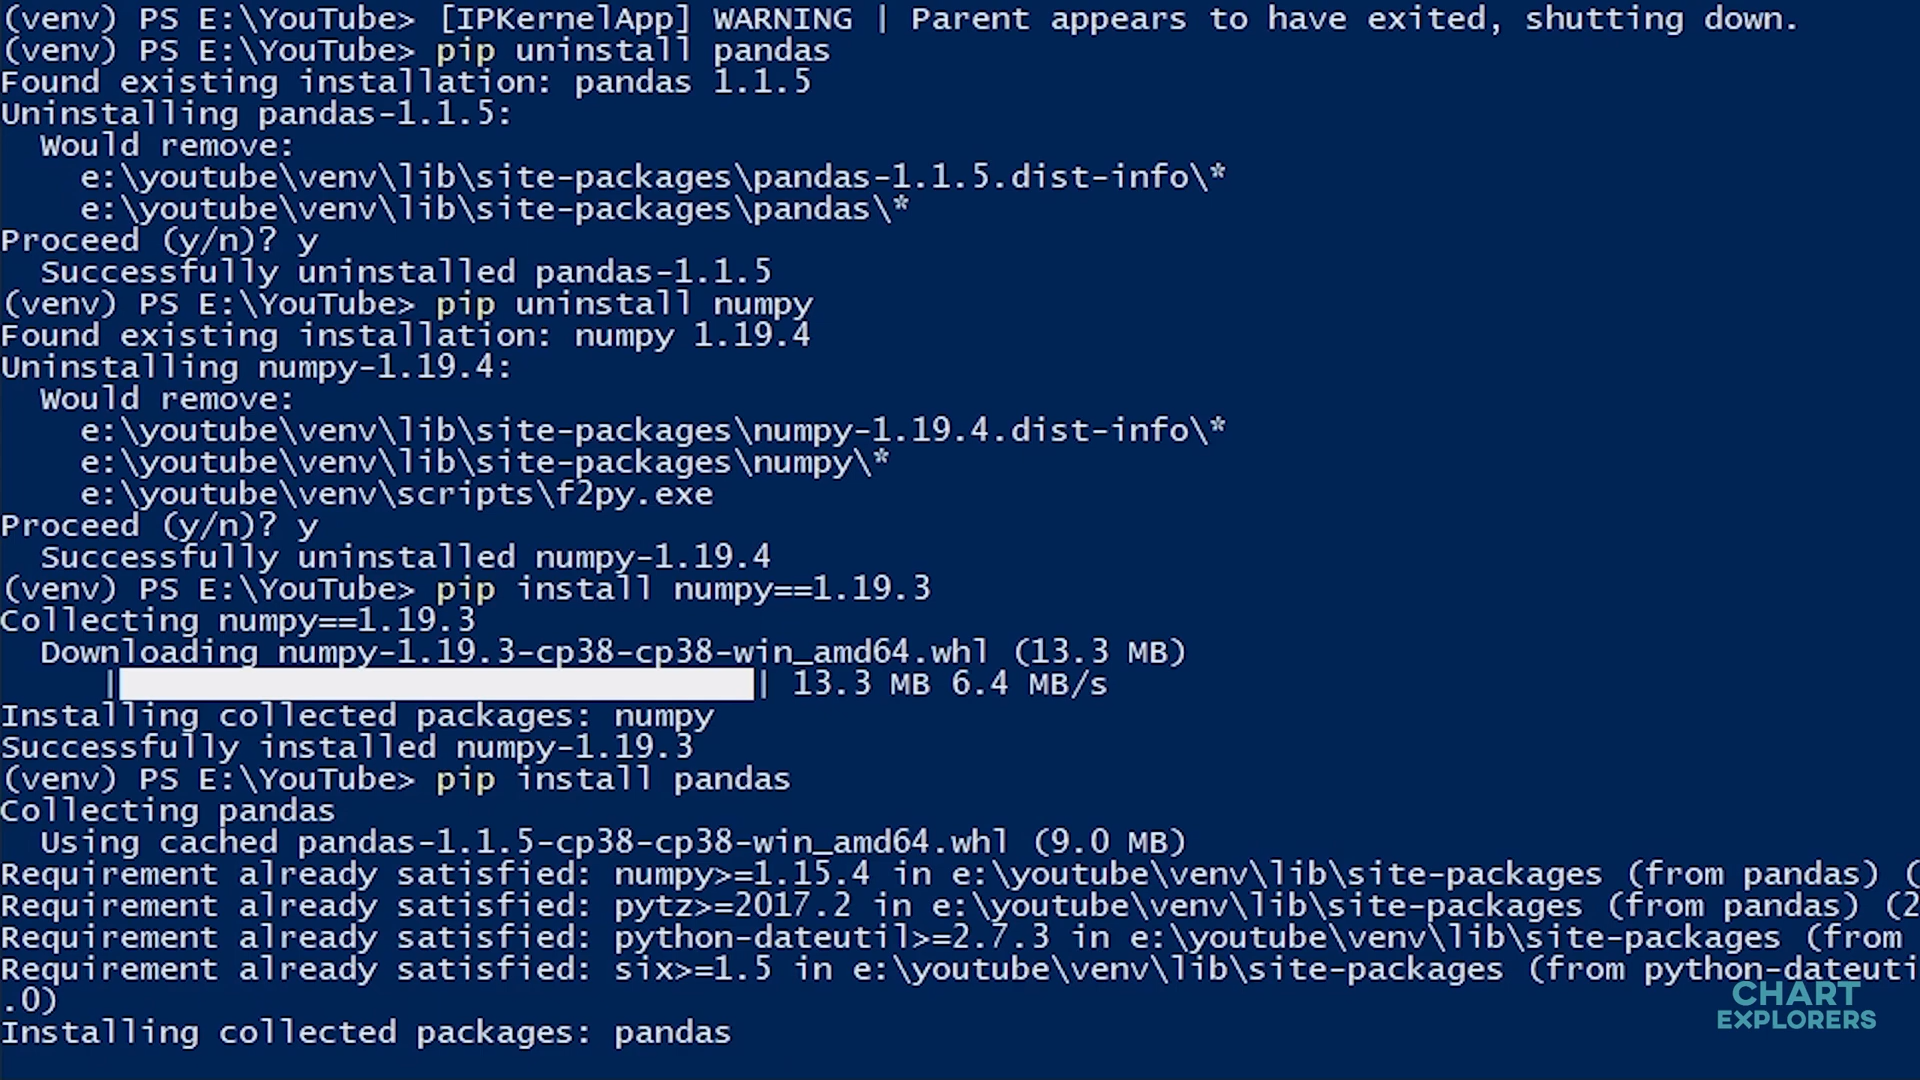 (venv) PS E:\YouTube> [IPKernelApp] WARNING | Parent appears to have exited, shutting down.
(venv) PS E:\YouTube> pip uninstall pandas
Found existing installation: pandas 1.1.5
Uninstalling pandas-1.1.5:
  Would remove:
    e:\youtube\venv\lib\site-packages\pandas-1.1.5.dist-info\*
    e:\youtube\venv\lib\site-packages\pandas\*
Proceed (y/n)? y
  Successfully uninstalled pandas-1.1.5
(venv) PS E:\YouTube> pip uninstall numpy
Found existing installation: numpy 1.19.4
Uninstalling numpy-1.19.4:
  Would remove:
    e:\youtube\venv\lib\site-packages\numpy-1.19.4.dist-info\*
    e:\youtube\venv\lib\site-packages\numpy\*
    e:\youtube\venv\scripts\f2py.exe
Proceed (y/n)? y
  Successfully uninstalled numpy-1.19.4
(venv) PS E:\YouTube> pip install numpy==1.19.3
Collecting numpy==1.19.3
  Downloading numpy-1.19.3-cp38-cp38-win_amd64.whl (13.3 MB)
     | | 13.3 MB 6.4 MB/s
Installing collected packages: numpy
Successfully installed numpy-1.19.3
(venv) PS E:\YouTube> pip install pandas
Collecting pandas
  Using cached pandas-1.1.5-cp38-cp38-win_amd64.whl (9.0 MB)
Requirement already satisfied: numpy>=1.15.4 in e:\youtube\venv\lib\site-packages (from pandas) (
Requirement already satisfied: pytz>=2017.2 in e:\youtube\venv\lib\site-packages (from pandas) (2
Requirement already satisfied: python-dateutil>=2.7.3 in e:\youtube\venv\lib\site-packages (from
Requirement already satisfied: six>=1.5 in e:\youtube\venv\lib\site-packages (from python-dateuti
.0)
Installing collected packages: pandas
CHART
EXPLORERS